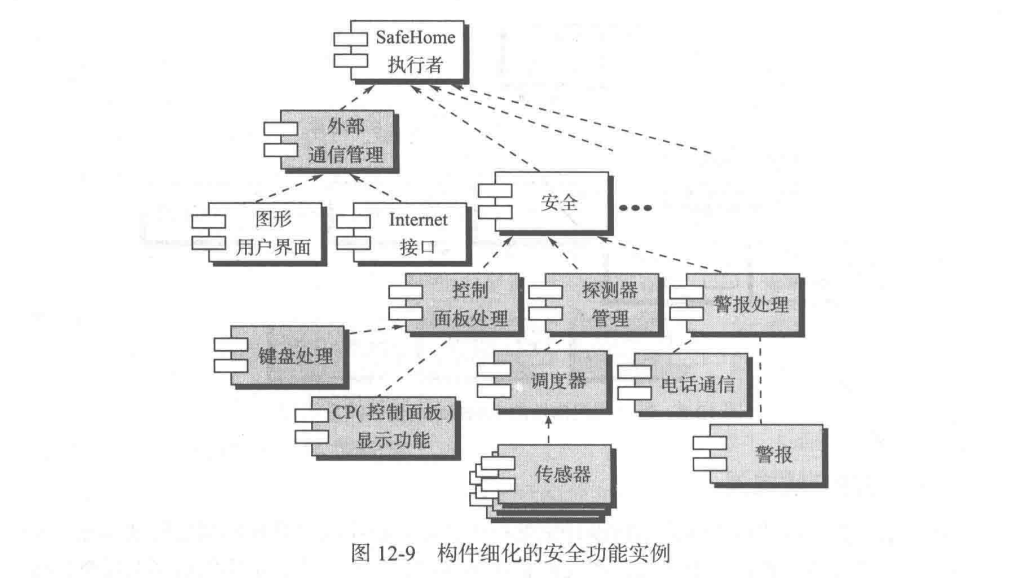 SafeHome
执行者
外部
通信管理
安全
图形
用户界面
Internet
接口
控制
面板处理
探测器
管理
警报处理
键盘处理
调度器
电话通信
CP(控制面板)
显示功能
警报
传感器
图 12-9 构件细化的安全功能实例